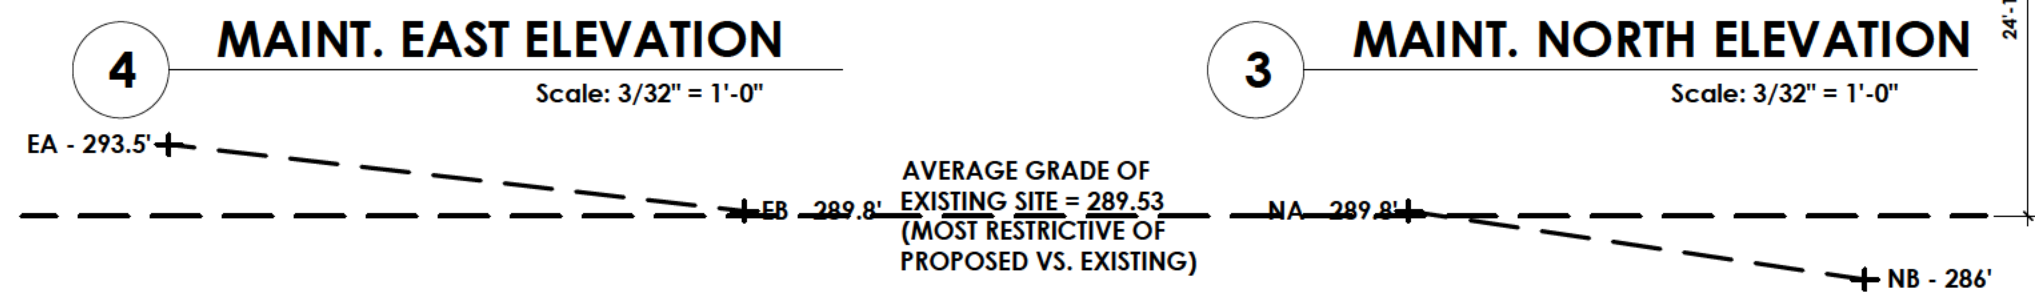 4
MAINT. EAST ELEVATION
Scale: 3/32" = 1'-0"
3
MAINT. NORTH ELEVATION
Scale: 3/32" = 1'-0"
EA - 293.5'
EB - 289.8'
AVERAGE GRADE OF
EXISTING SITE = 289.53
(MOST RESTRICTIVE OF
PROPOSED VS. EXISTING)
NA - 289.8'
NB - 286'